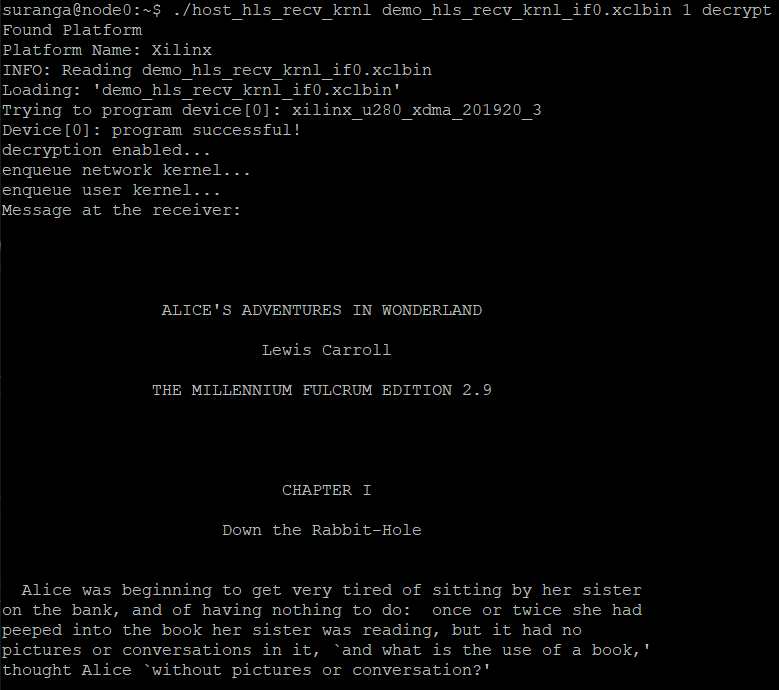 suranga@node0:~$ ./host_hls_recv_krnl demo_hls_recv_krnl_if0.xclbin 1 decrypt
Found Platform
Platform Name: Xilinx
INFO: Reading demo_hls_recv_krnl_if0.xclbin
Loading: 'demo_hls_recv_krnl_if0.xclbin'
Trying to program device[0]: xilinx_u280_xdma_201920_3
Device[0]: program successful!
decryption enabled...
enqueue network kernel...
enqueue user kernel...
Message at the receiver:
ALICE'S ADVENTURES IN WONDERLAND
Lewis Carroll
THE MILLENNIUM FULCRUM EDITION 2.9
CHAPTER I
Down the Rabbit-Hole
Alice was beginning to get very tired of sitting by her sister
on the bank, and of having nothing to do:  once or twice she had
peeped into the book her sister was reading, but it had no
pictures or conversations in it, `and what is the use of a book,'
thought Alice `without pictures or conversation?'